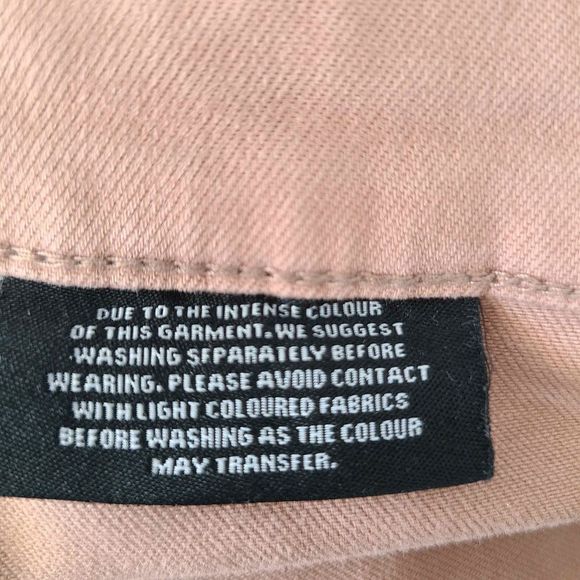 DUE TO THE INTENSE COLOUR
OF THIS GARMENT. WE SUGGEST
WASHING SEPARATELY BEFORE
WEARING. PLEASE AVOID CONTACT
WITH LIGHT COLOURED FABRICS
BEFORE WASHING AS THE COLOUR
MAY TRANSFER.